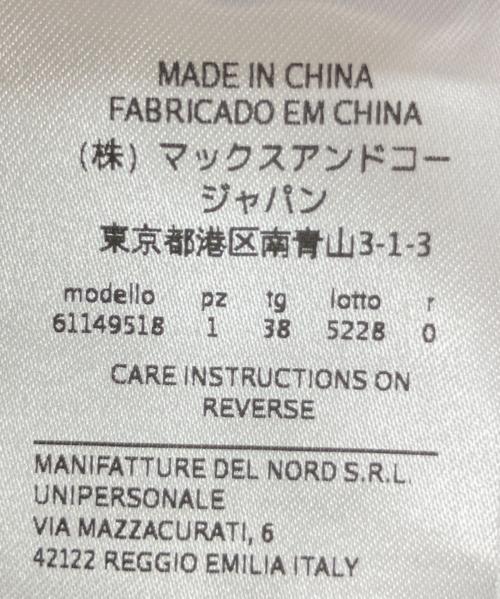 MADE IN CHINA
FABRICADO EM CHINA
(株)マックスアンドコー
ジャパン
東京都港区南青山3-1-3
modello pz tg lotto r
61149518 1 38 5228 0
CARE INSTRUCTIONS ON
REVERSE
MANIFATTURE DEL NORD S.R.L.
UNIPERSONALE
VIA MAZZACURATI, 6
42122 REGGIO EMILIA ITALY